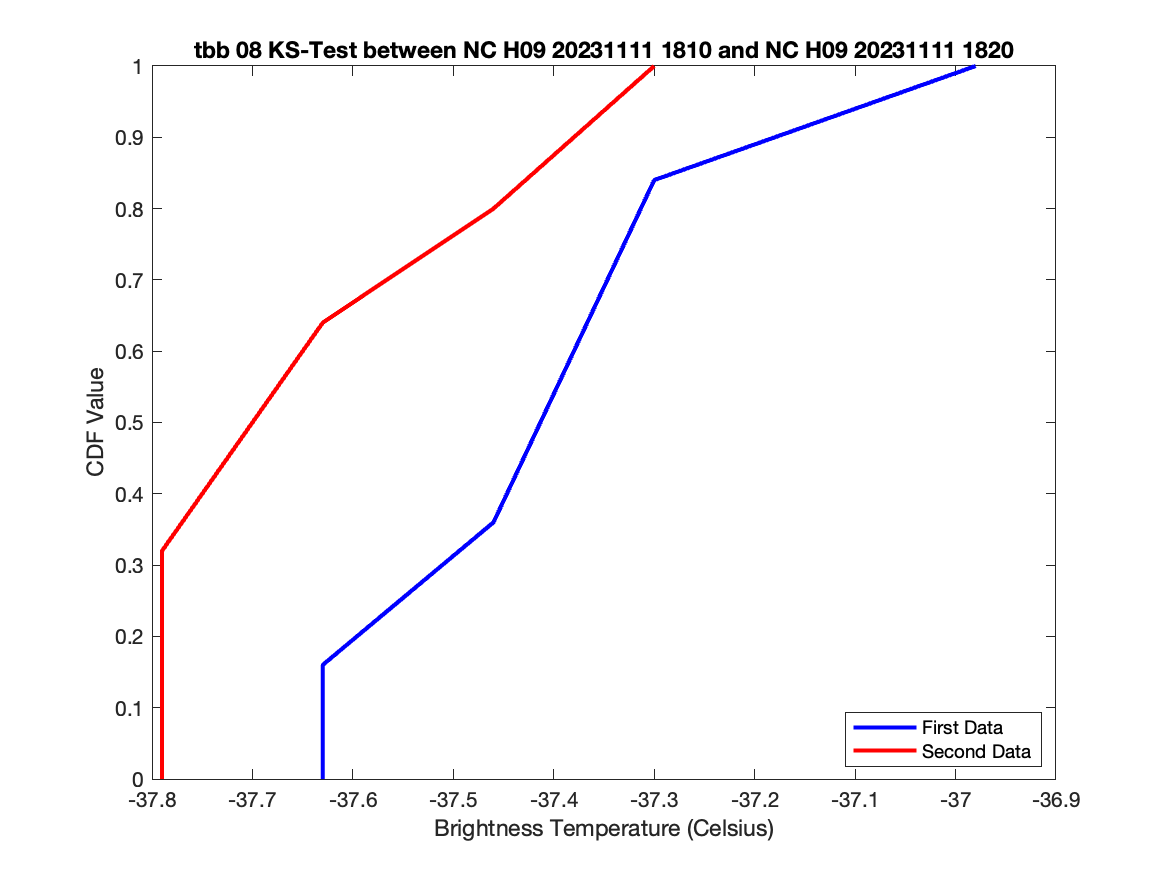 tbb 08 KS-Test between NC H09 20231111 1810 and NC H09 20231111 1820
1
0.9
0.8
0.7
0.6
0.5
0.4
0.3
0.2
0.1
0
CDF Value
First Data
Second Data
-37.8 -37.7 -37.6 -37.5 -37.4 -37.3 -37.2 -37.1 -37 -36.9
Brightness Temperature (Celsius)